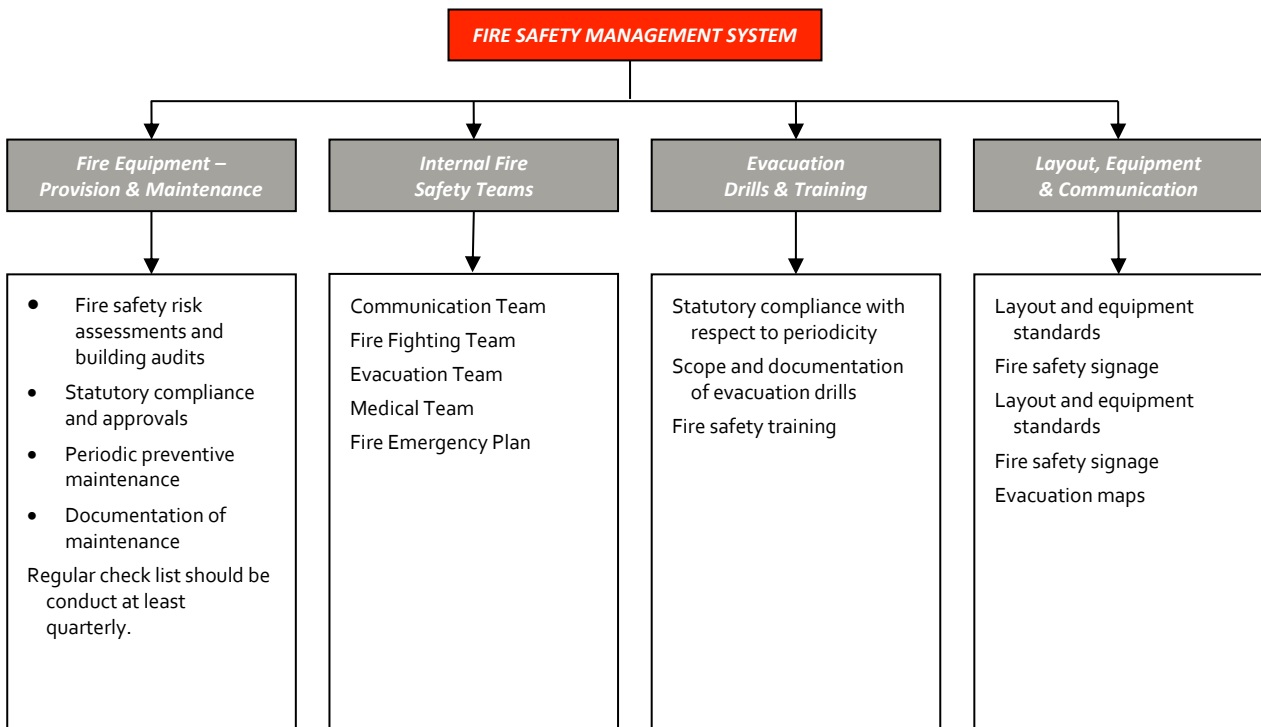 FIRE SAFETY MANAGEMENT SYSTEM
Fire Equipment –
Provision & Maintenance
Internal Fire
Safety Teams
Evacuation
Drills & Training
Layout, Equipment
& Communication
• Fire safety risk
assessments and
building audits
• Statutory compliance
and approvals
• Periodic preventive
maintenance
• Documentation of
maintenance
Regular check list should be
conduct at least
quarterly.
Communication Team
Fire Fighting Team
Evacuation Team
Medical Team
Fire Emergency Plan
Statutory compliance with
respect to periodicity
Scope and documentation
of evacuation drills
Fire safety training
Layout and equipment
standards
Fire safety signage
Layout and equipment
standards
Fire safety signage
Evacuation maps